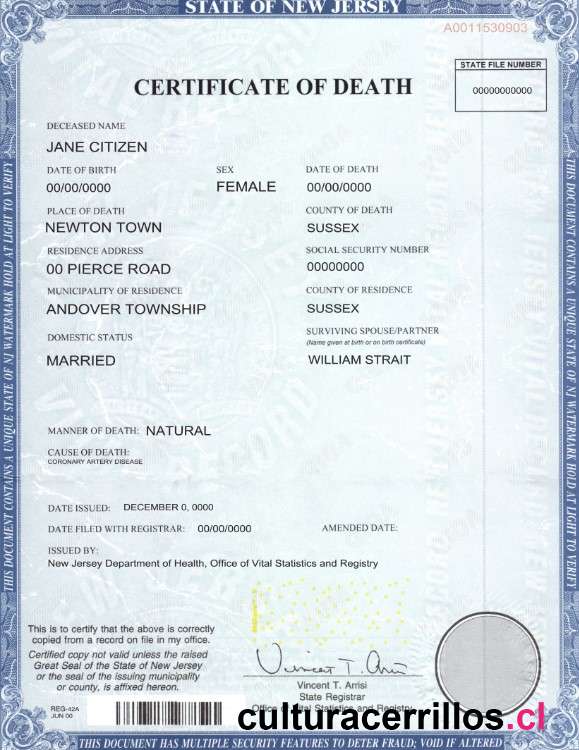 STATE OF NEW JERSEY
A0011530903
STATE FILE NUMBER
00000000000
CERTIFICATE OF DEATH
DECEASED NAME
JANE CITIZEN
DATE OF BIRTH SEX DATE OF DEATH
00/00/0000 FEMALE 00/00/0000
PLACE OF DEATH COUNTY OF DEATH
NEWTON TOWN SUSSEX
RESIDENCE ADDRESS SOCIAL SECURITY NUMBER
00 PIERCE ROAD 00000000
MUNICIPALITY OF RESIDENCE COUNTY OF RESIDENCE
ANDOVER TOWNSHIP SUSSEX
DOMESTIC STATUS SURVIVING SPOUSE/PARTNER
(Name given at birth or on birth certificate)
MARRIED WILLIAM STRAIT
MANNER OF DEATH: NATURAL
CAUSE OF DEATH:
CORONARY ARTERY DISEASE
DATE ISSUED: DECEMBER 0, 0000
DATE FILED WITH REGISTRAR: 00/00/0000 AMENDED DATE:
ISSUED BY:
New Jersey Department of Health, Office of Vital Statistics and Registry
This is to certify that the above is correctly
copied from a record on file in my office.
Certified copy not valid unless the raised
Great Seal of the State of New Jersey
or the seal of the issuing municipality
or county, is affixed hereon.
Vincent T. Arrisi
Vincent T. Arrisi
State Registrar
Office of Vital Statistics and Registry
REG-42A
JUN 00
culturacerrillos.cl
THIS DOCUMENT CONTAINS A UNIQUE STATE OF NJ WATERMARK HOLD AT LIGHT TO VERIFY
THIS DOCUMENT CONTAINS A UNIQUE STATE OF NJ WATERMARK HOLD AT LIGHT TO VERIFY
THIS DOCUMENT HAS MULTIPLE SECURITY FEATURES TO DETER FRAUD; VOID IF ALTERED